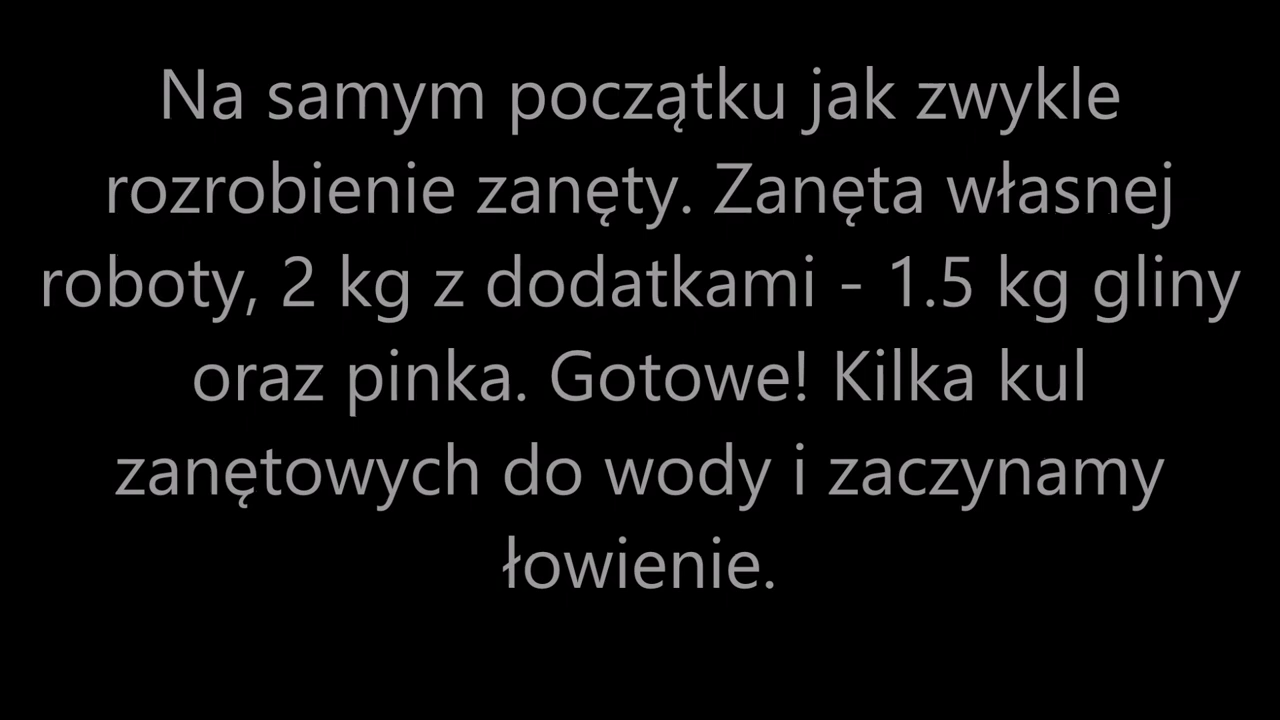 Na samym początku jak zwykle
rozrobienie zanęty. Zanęta własnej
roboty, 2 kg z dodatkami - 1.5 kg gliny
oraz pinka. Gotowe! Kilka kul
zanętowych do wody i zaczynamy
łowienie.